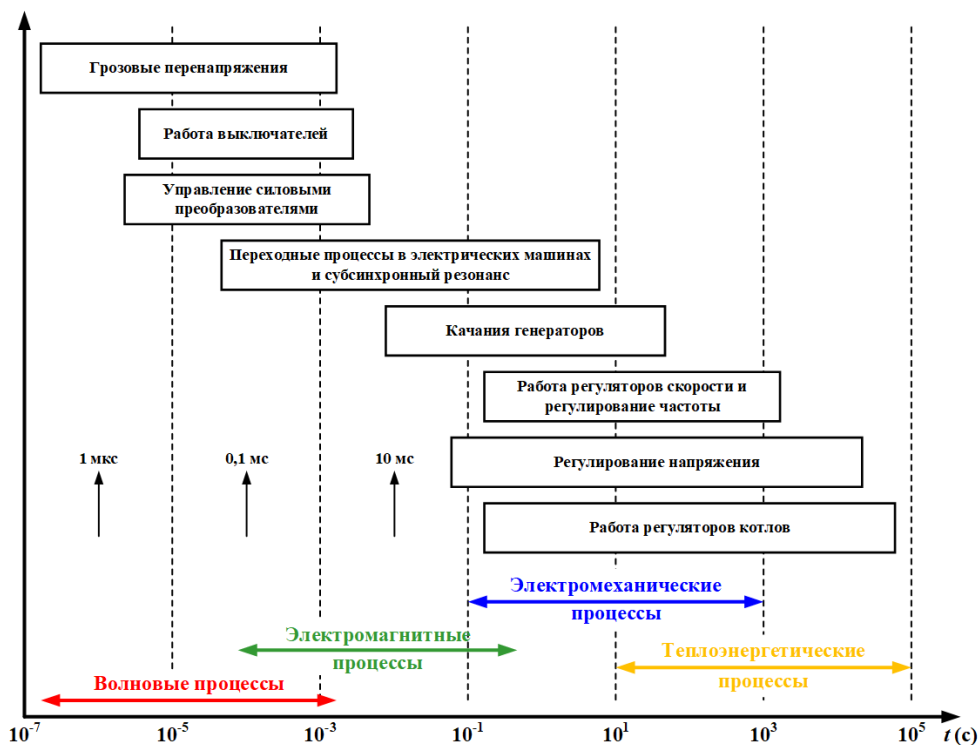 Грозовые перенапряжения
Работа выключателей
Управление силовыми
преобразователями
Переходные процессы в электрических машинах
и субсинхронный резонанс
Качания генераторов
Работа регуляторов скорости и
регулирование частоты
1 мкс
0,1 мс
10 мс
Регулирование напряжения
Работа регуляторов котлов
Электромеханические
процессы
Электромагнитные
процессы
Теплоэнергетические
процессы
Волновые процессы
10⁻⁷ 10⁻⁵ 10⁻³ 10⁻¹ 10¹ 10³ 10⁵ t (с)